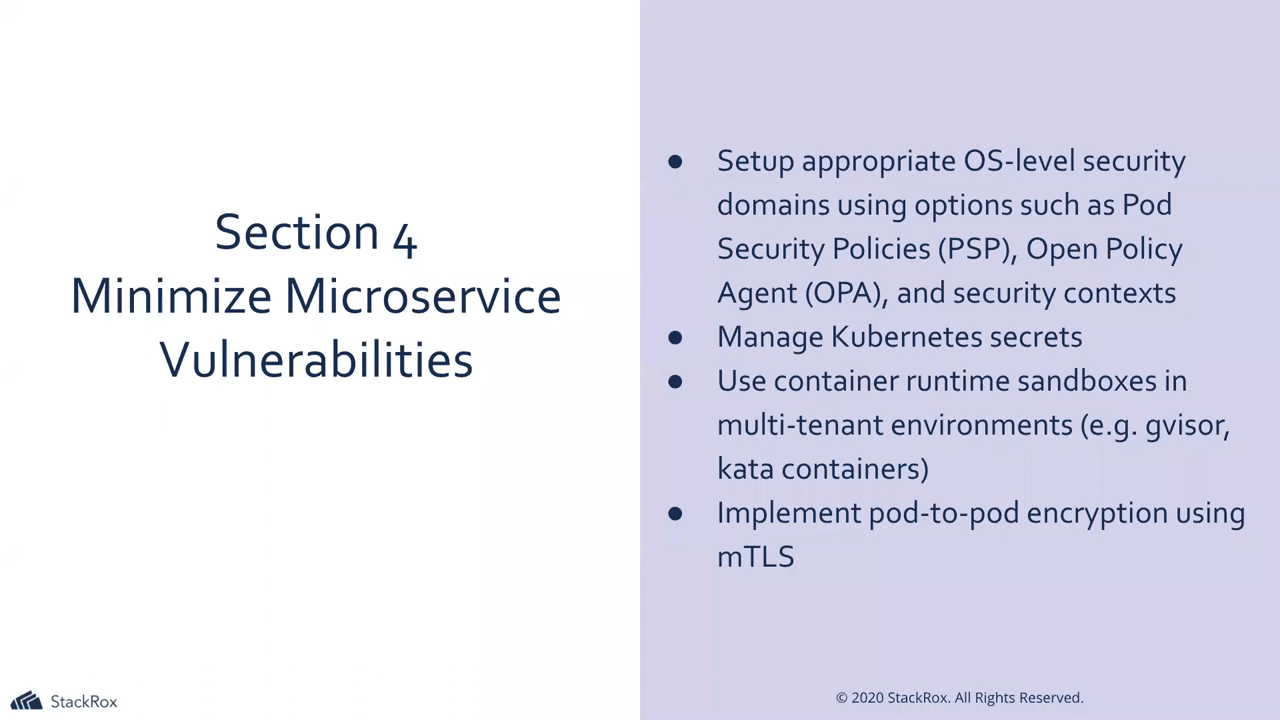 Section 4
Minimize Microservice
Vulnerabilities
● Setup appropriate OS-level security
domains using options such as Pod
Security Policies (PSP), Open Policy
Agent (OPA), and security contexts
● Manage Kubernetes secrets
● Use container runtime sandboxes in
multi-tenant environments (e.g. gvisor,
kata containers)
● Implement pod-to-pod encryption using
mTLS
StackRox
© 2020 StackRox. All Rights Reserved.